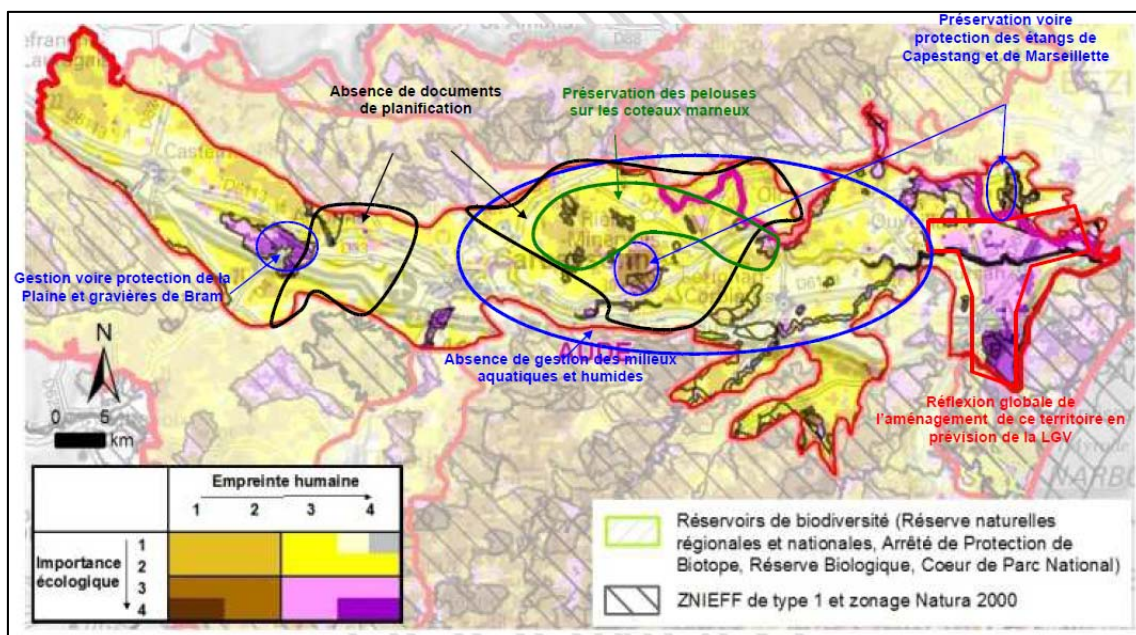 Préservation voire
protection des étangs de
Capestang et de Marseillette
Absence de documents
de planification
Préservation des pelouses
sur les coteaux marneux
D6113
D6113
Gestion voire protection de la
Plaine et gravières de Bram
N
0 5
km
Absence de gestion des milieux
aquatiques et humides
AUDE
Réflexion globale de
l'aménagement de ce territoire en
prévision de la LGV
NARBO
Empreinte humaine
1 2 3 4
Importance
écologique
1
2
3
4
Réservoirs de biodiversité (Réserve naturelles
régionales et nationales, Arrêté de Protection de
Biotope, Réserve Biologique, Coeur de Parc National)
ZNIEFF de type 1 et zonage Natura 2000